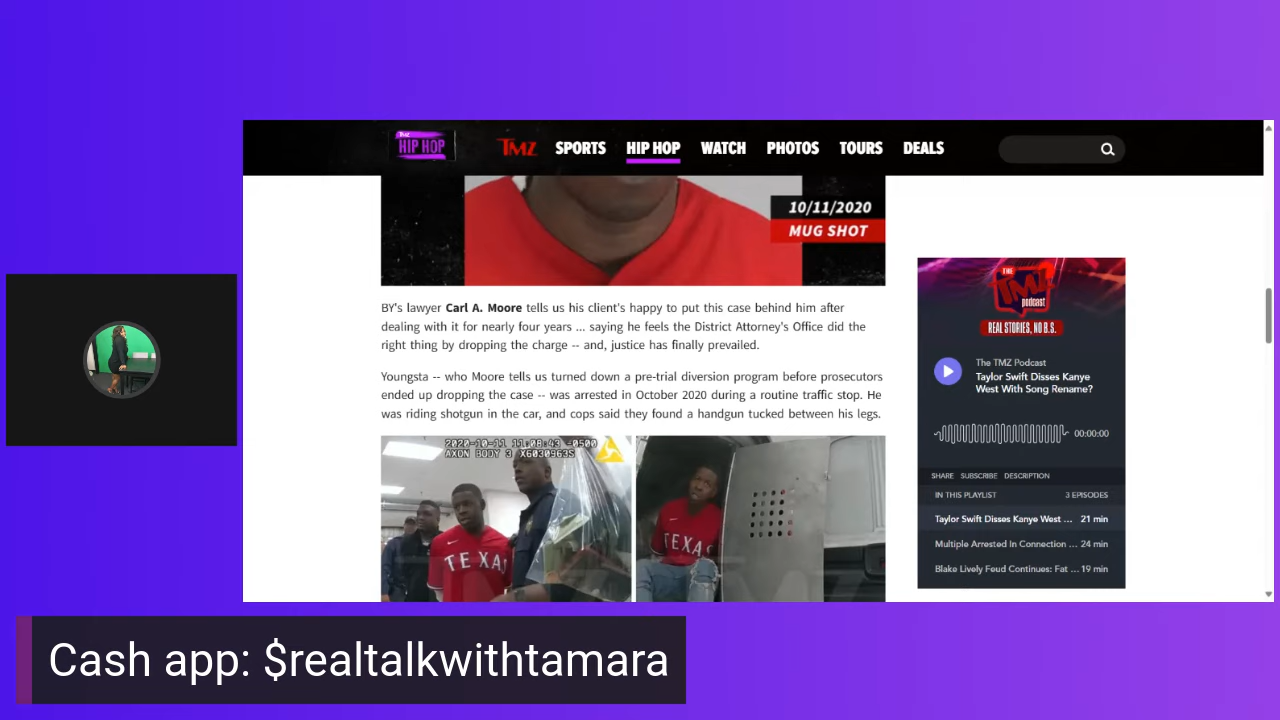 TMZ
HIP HOP
TMZ SPORTS HIP HOP WATCH PHOTOS TOURS DEALS
10/11/2020
MUG SHOT
BY's lawyer Carl A. Moore tells us his client's happy to put this case behind him after
dealing with it for nearly four years ... saying he feels the District Attorney's Office did the
right thing by dropping the charge -- and, justice has finally prevailed.
Youngsta -- who Moore tells us turned down a pre-trial diversion program before prosecutors
ended up dropping the case -- was arrested in October 2020 during a routine traffic stop. He
was riding shotgun in the car, and cops said they found a handgun tucked between his legs.
2020-10-11 11:08:43 -0500
AXON BODY 3 X6030963S
TEXA
TEXAS
THE
TMZ
podcast
REAL STORIES, NO B.S.
The TMZ Podcast
Taylor Swift Disses Kanye
West With Song Rename?
00:00:00
SHARE SUBSCRIBE DESCRIPTION
IN THIS PLAYLIST 3 EPISODES
Taylor Swift Disses Kanye West ... 21 min
Multiple Arrested In Connection ... 24 min
Blake Lively Feud Continues: Fat ... 19 min
Cash app: $realtalkwithtamara